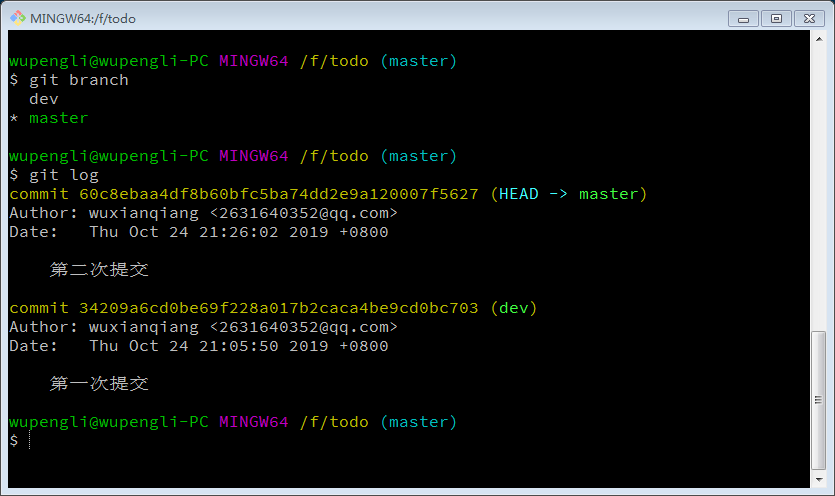 MINGW64:/f/todo
wupengli@wupengli-PC MINGW64 /f/todo (master)
$ git branch
  dev
* master
wupengli@wupengli-PC MINGW64 /f/todo (master)
$ git log
commit 60c8ebaa4df8b60bfc5ba74dd2e9a120007f5627 (HEAD -> master)
Author: wuxianqiang <2631640352@qq.com>
Date:   Thu Oct 24 21:26:02 2019 +0800
    第二次提交
commit 34209a6cd0be69f228a017b2caca4be9cd0bc703 (dev)
Author: wuxianqiang <2631640352@qq.com>
Date:   Thu Oct 24 21:05:50 2019 +0800
    第一次提交
wupengli@wupengli-PC MINGW64 /f/todo (master)
$